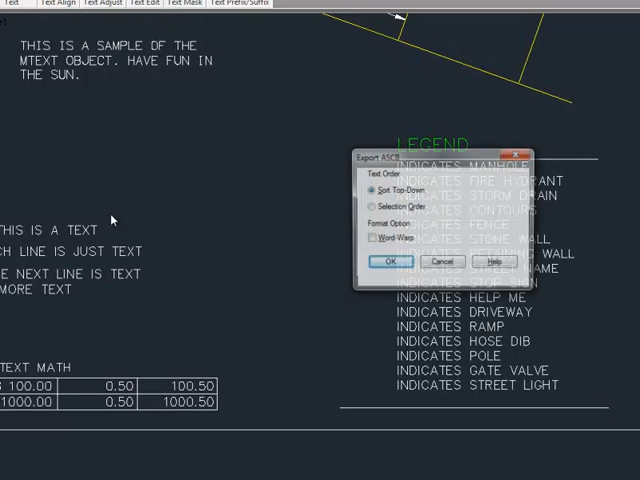 Text
Text Align
Text Adjust
Text Edit
Text Mask
Text Prefix/Suffix
THIS IS A SAMPLE OF THE
MTEXT OBJECT. HAVE FUN IN
THE SUN.
THIS IS A TEXT
CH LINE IS JUST TEXT
E NEXT LINE IS TEXT
MORE TEXT
TEXT MATH
100.00 0.50 100.50
1000.00 0.50 1000.50
LEGEND
INDICATES MANHOLE
INDICATES FIRE HYDRANT
INDICATES STORM DRAIN
INDICATES CONTOURS
INDICATES FENCE
INDICATES STONE WALL
INDICATES RETAINING WALL
INDICATES STREET NAME
INDICATES STOP SIGN
INDICATES HELP ME
INDICATES DRIVEWAY
INDICATES RAMP
INDICATES HOSE DIB
INDICATES POLE
INDICATES GATE VALVE
INDICATES STREET LIGHT
Export ASCII
Text Order
Sort Top-Down
Selection Order
Format Option
Word-Warp
OK
Cancel
Help